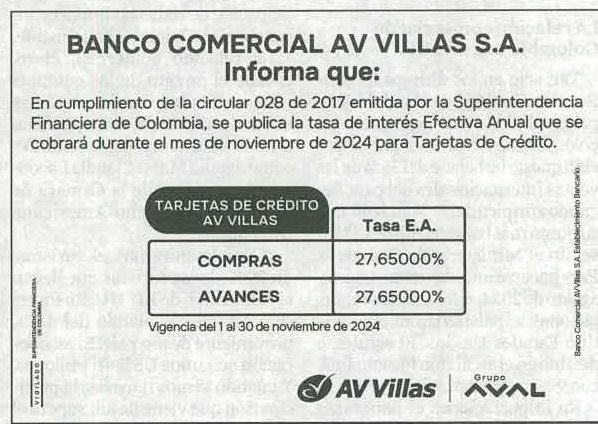 BANCO COMERCIAL AV VILLAS S.A.
Informa que:
En cumplimiento de la circular 028 de 2017 emitida por la Superintendencia
Financiera de Colombia, se publica la tasa de interés Efectiva Anual que se
cobrará durante el mes de noviembre de 2024 para Tarjetas de Crédito.
TARJETAS DE CRÉDITO
AV VILLAS
Tasa E.A.
COMPRAS 27,65000%
AVANCES 27,65000%
Vigencia del 1 al 30 de noviembre de 2024
VIGILADO SUPERINTENDENCIA FINANCIERA
DE COLOMBIA
Banco Comercial AV Villas S.A. Establecimiento Bancario.
AV Villas
Grupo
AVAL